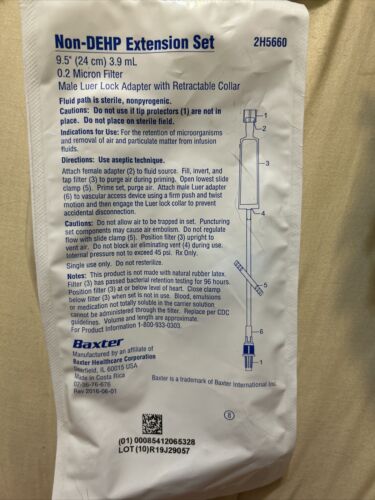 Non-DEHP Extension Set 2H5660
9.5" (24 cm) 3.9 mL
0.2 Micron Filter
Male Luer Lock Adapter with Retractable Collar
Fluid path is sterile, nonpyrogenic.
Cautions: Do not use if tip protectors (1) are not in
place. Do not place on sterile field.
Indications for Use: For the retention of microorganisms
and removal of air and particulate matter from infusion
fluids.
Directions: Use aseptic technique.
Attach female adapter (2) to fluid source. Fill, invert, and
tap filter (3) to purge air during priming. Open lowest slide
clamp (5). Prime set, purge air. Attach male Luer adapter
(6) to vascular access device using a firm push and twist
motion and then engage the Luer lock collar to prevent
accidental disconnection.
Cautions: Do not allow air to be trapped in set. Puncturing
set components may cause air embolism. Do not regulate
flow with slide clamp (5). Position filter (3) upright to
vent air. Do not block air eliminating vent (4) during use.
Internal pressure not to exceed 45 psi. Rx Only.
Single use only. Do not resterilize.
Notes: This product is not made with natural rubber latex.
Filter (3) has passed bacterial retention testing for 96 hours.
Position filter (3) at or below level of heart. Close clamp
below filter (3) when set is not in use. Blood, emulsions
or medication not totally soluble in the carrier solution
cannot be administered through the filter. Replace per CDC
guidelines. Volume and length are approximate.
For Product Information 1-800-933-0303.
1
2
3
4
5
6
1
Baxter
Manufactured by an affiliate of
Baxter Healthcare Corporation
Deerfield, IL 60015 USA
Made in Costa Rica
07-36-76-676
Rev 2016-06-01
Baxter is a trademark of Baxter International Inc.
8
(01) 00085412065328
LOT (10)R19J29057